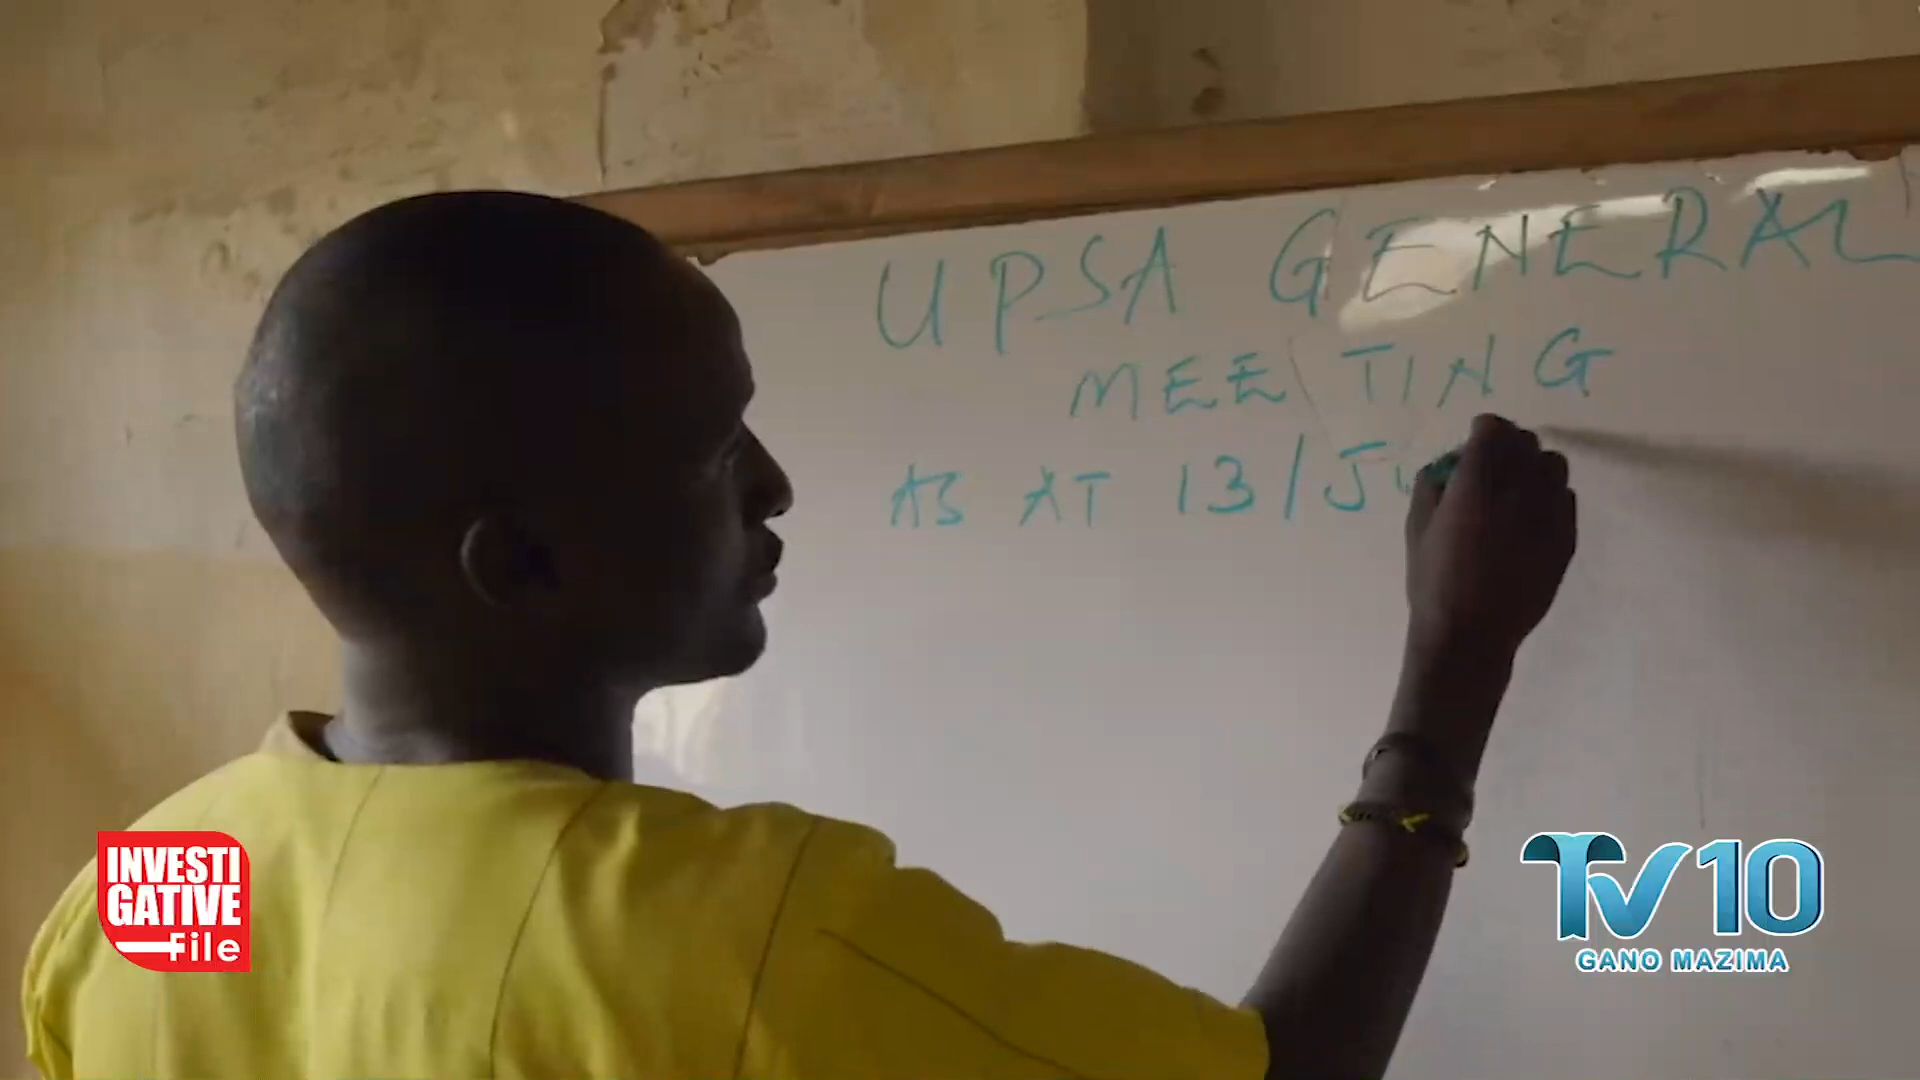 UPSA GENERAL
MEETING
AS AT 13/
INVESTI
GATIVE
File
TV10
GANO MAZIMA